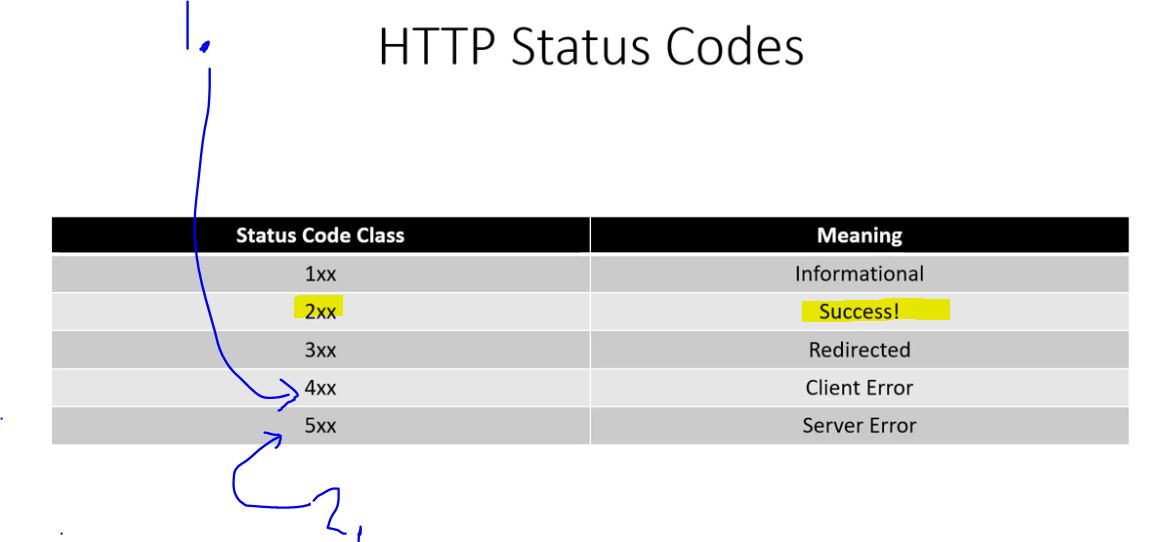 1.
HTTP Status Codes
Status Code Class Meaning
1xx Informational
2xx Success!
3xx Redirected
4xx Client Error
5xx Server Error
2.